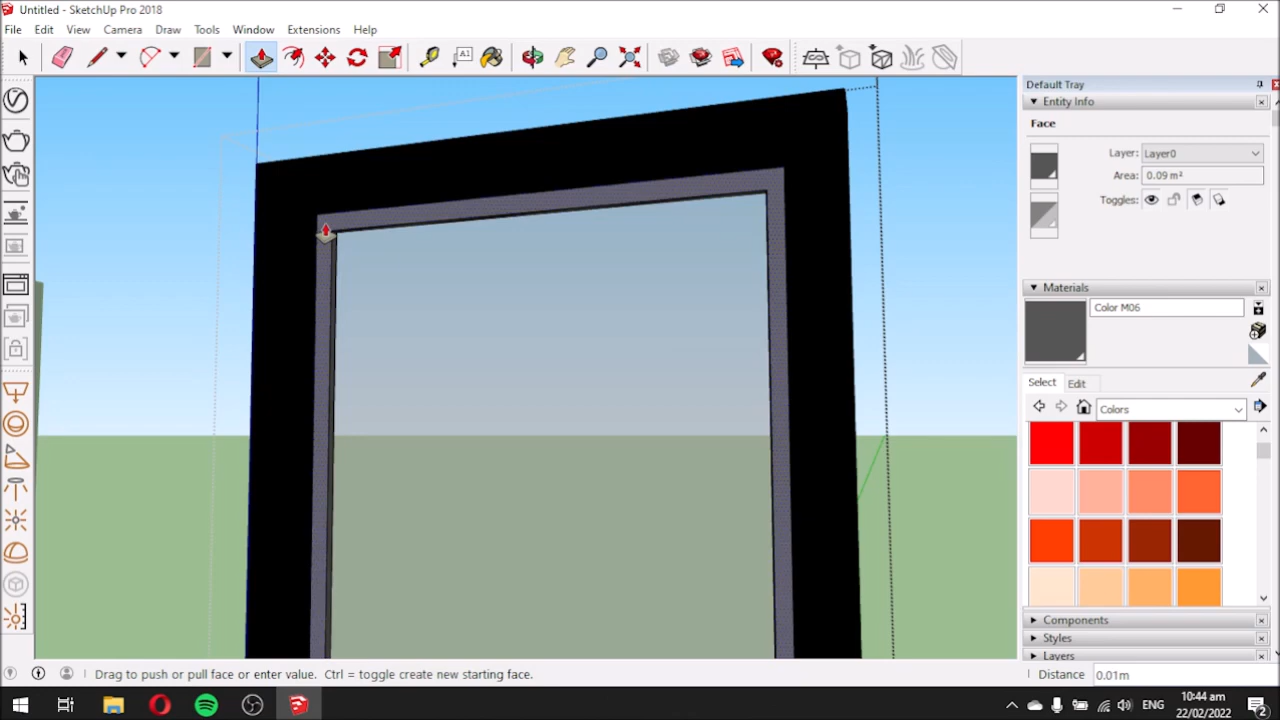 Untitled - SketchUp Pro 2018
File Edit View Camera Draw Tools Window Extensions Help
A1
Default Tray
Entity Info
Face
Layer: Layer0
Area: 0.09 m²
Toggles:
Materials
Color M06
Select Edit
Colors
Components
Styles
Layers
Drag to push or pull face or enter value. Ctrl = toggle create new starting face.
Distance 0.01m
ENG
10:44 am
22/02/2022
2